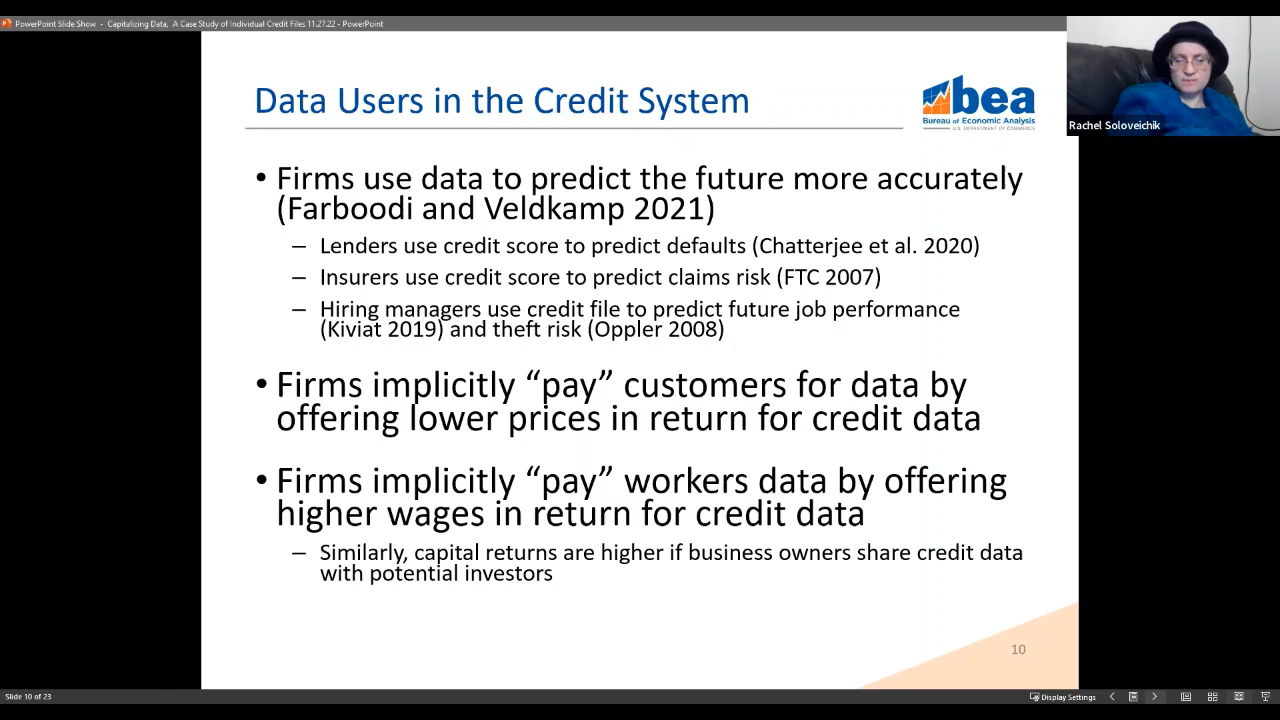 PowerPoint Slide Show - Capitalizing Data, A Case Study of Individual Credit Files 11.27.22 - PowerPoint
Data Users in the Credit System
bea
Bureau of Economic Analysis
U.S. DEPARTMENT OF COMMERCE
Rachel Soloveichik
• Firms use data to predict the future more accurately
(Farboodi and Veldkamp 2021)
– Lenders use credit score to predict defaults (Chatterjee et al. 2020)
– Insurers use credit score to predict claims risk (FTC 2007)
– Hiring managers use credit file to predict future job performance
(Kiviat 2019) and theft risk (Oppler 2008)
• Firms implicitly “pay” customers for data by
offering lower prices in return for credit data
• Firms implicitly “pay” workers data by offering
higher wages in return for credit data
– Similarly, capital returns are higher if business owners share credit data
with potential investors
10
Slide 10 of 23
Display Settings